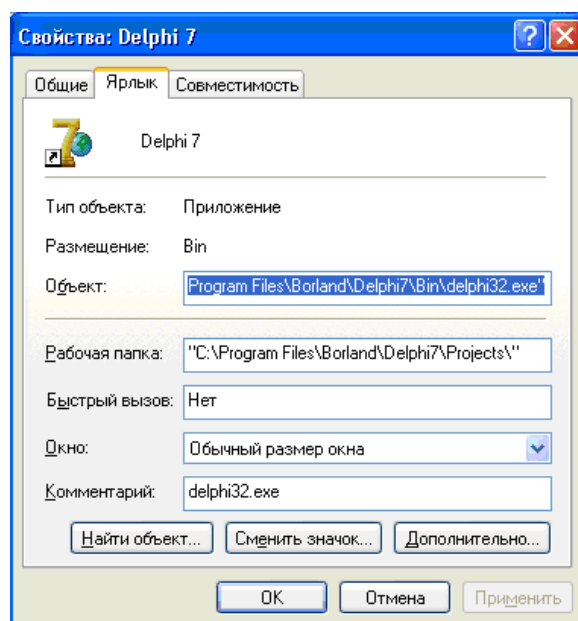 Свойства: Delphi 7
Общие Ярлык Совместимость
Delphi 7
Тип объекта: Приложение
Размещение: Bin
Объект: Program Files\Borland\Delphi7\Bin\delphi32.exe"
Рабочая папка: "C:\Program Files\Borland\Delphi7\Projects\"
Быстрый вызов: Нет
Окно: Обычный размер окна
Комментарий: delphi32.exe
Найти объект... Сменить значок... Дополнительно...
OK Отмена Применить